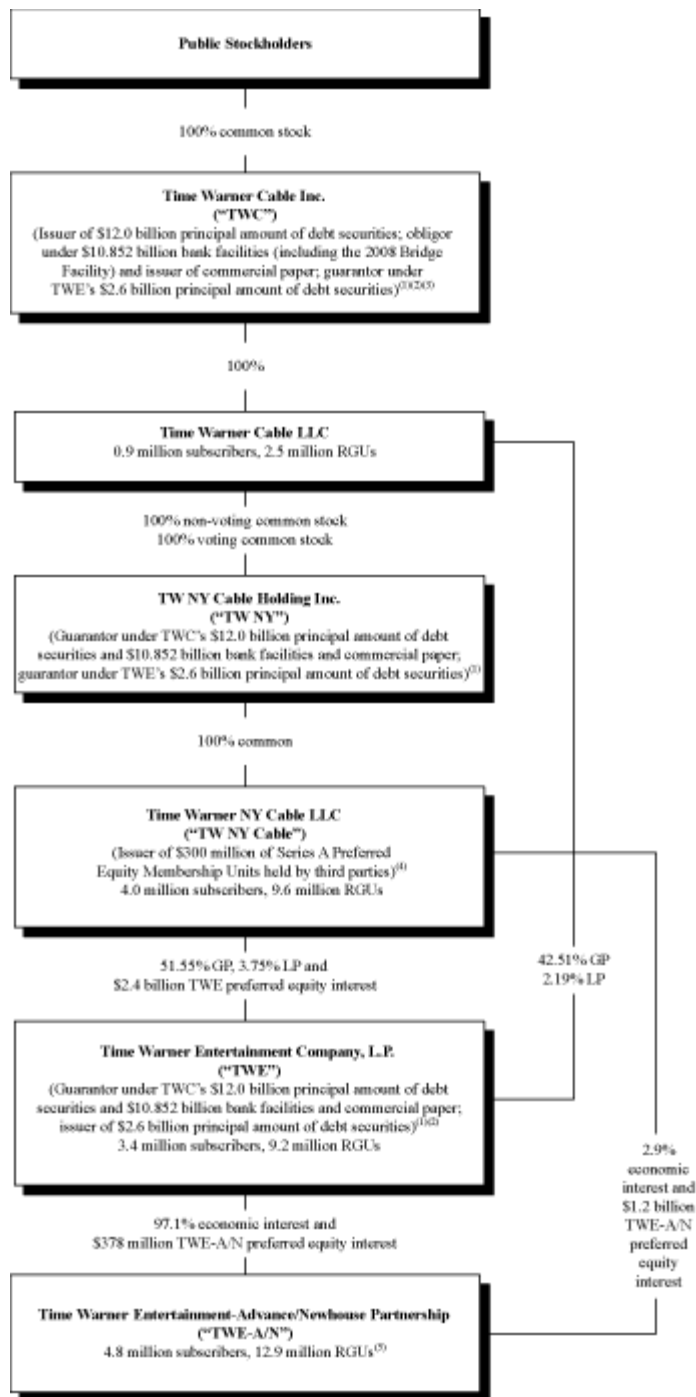 Public Stockholders
100% common stock
Time Warner Cable Inc.
(“TWC”)
(Issuer of $12.0 billion principal amount of debt securities; obligor
under $10.852 billion bank facilities (including the 2008 Bridge
Facility) and issuer of commercial paper; guarantor under
TWE’s $2.6 billion principal amount of debt securities)(1)(2)(3)
100%
Time Warner Cable LLC
0.9 million subscribers, 2.5 million RGUs
100% non-voting common stock
100% voting common stock
TW NY Cable Holding Inc.
(“TW NY”)
(Guarantor under TWC’s $12.0 billion principal amount of debt
securities and $10.852 billion bank facilities and commercial paper;
guarantor under TWE’s $2.6 billion principal amount of debt securities)(2)
100% common
Time Warner NY Cable LLC
(“TW NY Cable”)
(Issuer of $300 million of Series A Preferred
Equity Membership Units held by third parties)(4)
4.0 million subscribers, 9.6 million RGUs
51.55% GP, 3.75% LP and
$2.4 billion TWE preferred equity interest
42.51% GP
2.19% LP
Time Warner Entertainment Company, L.P.
(“TWE”)
(Guarantor under TWC’s $12.0 billion principal amount of debt
securities and $10.852 billion bank facilities and commercial paper;
issuer of $2.6 billion principal amount of debt securities)(1)(2)
3.4 million subscribers, 9.2 million RGUs
97.1% economic interest and
$378 million TWE-A/N preferred equity interest
2.9%
economic
interest and
$1.2 billion
TWE-A/N
preferred
equity
interest
Time Warner Entertainment-Advance/Newhouse Partnership
(“TWE-A/N”)
4.8 million subscribers, 12.9 million RGUs(5)